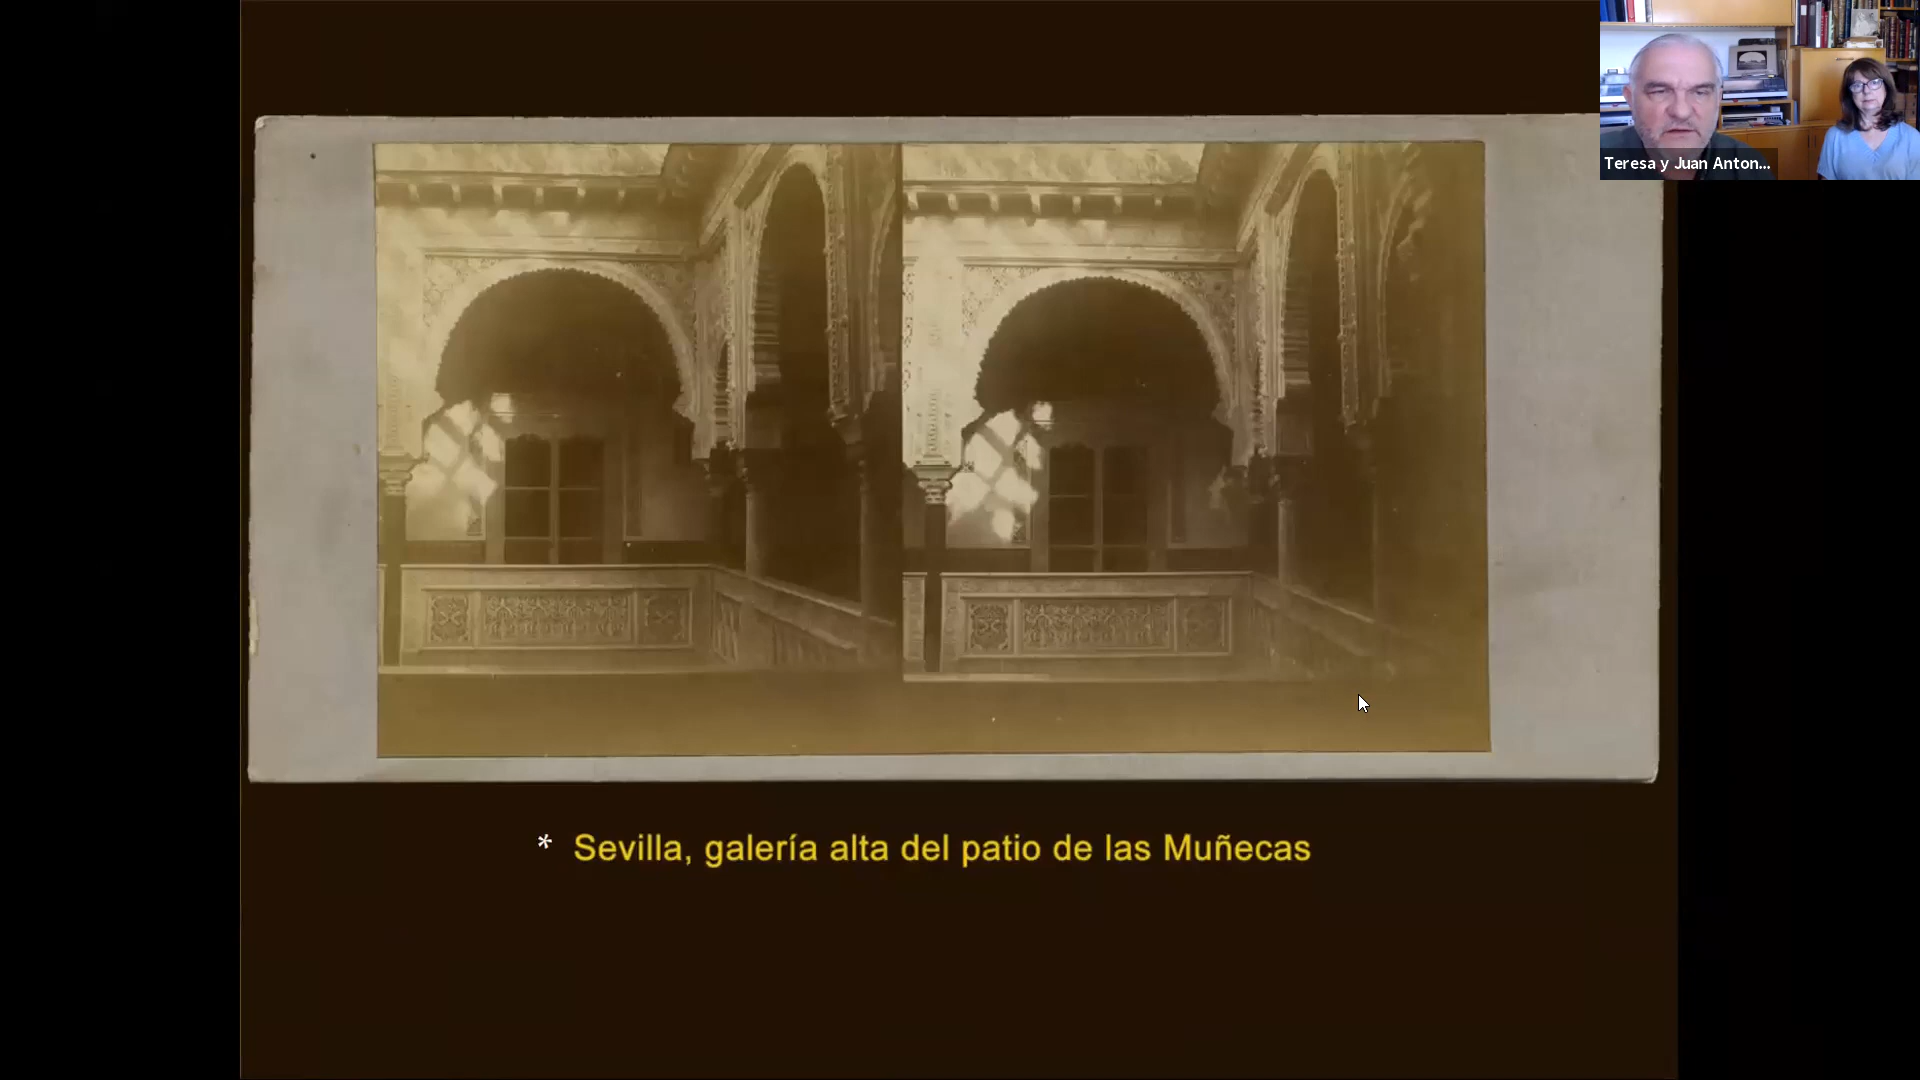 Teresa y Juan Anton...
* Sevilla, galería alta del patio de las Muñecas